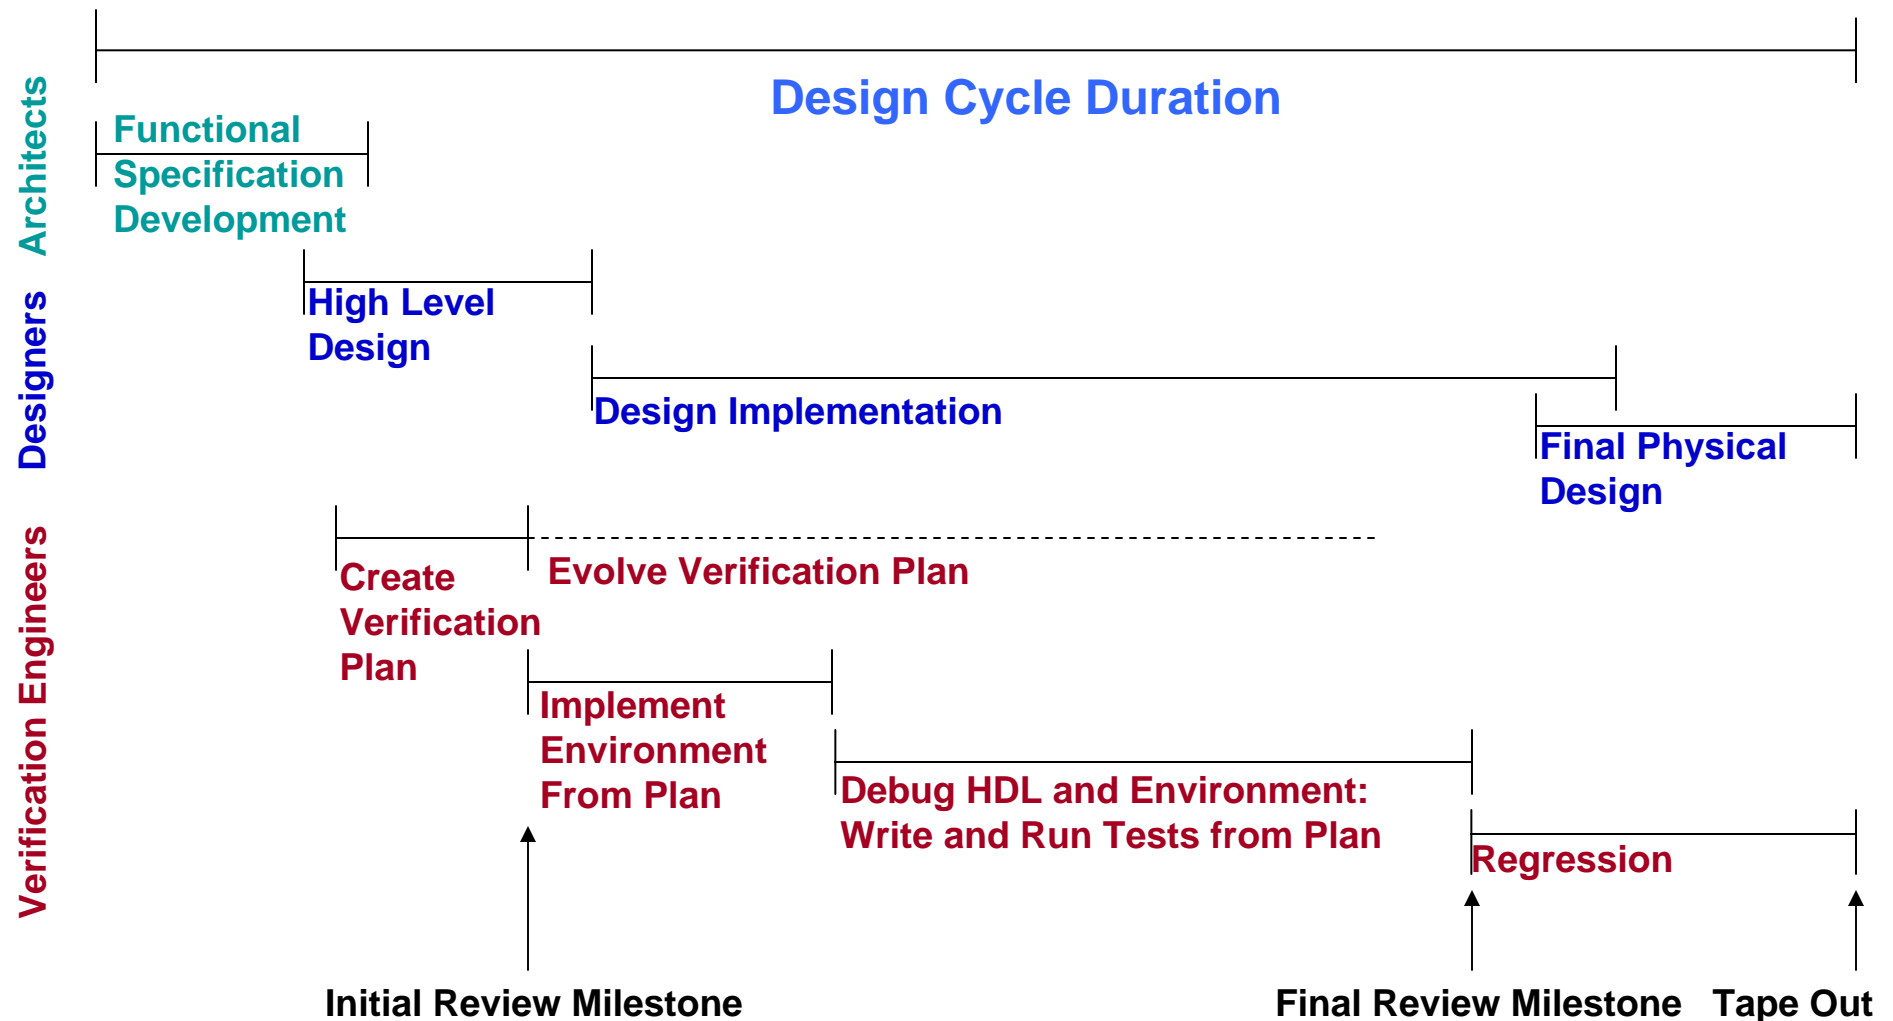 Design Cycle Duration
Architects
Functional
Specification
Development
Designers
High Level
Design
Design Implementation
Final Physical
Design
Verification Engineers
Create
Verification
Plan
Evolve Verification Plan
Implement
Environment
From Plan
Debug HDL and Environment:
Write and Run Tests from Plan
Regression
Initial Review Milestone
Final Review Milestone
Tape Out